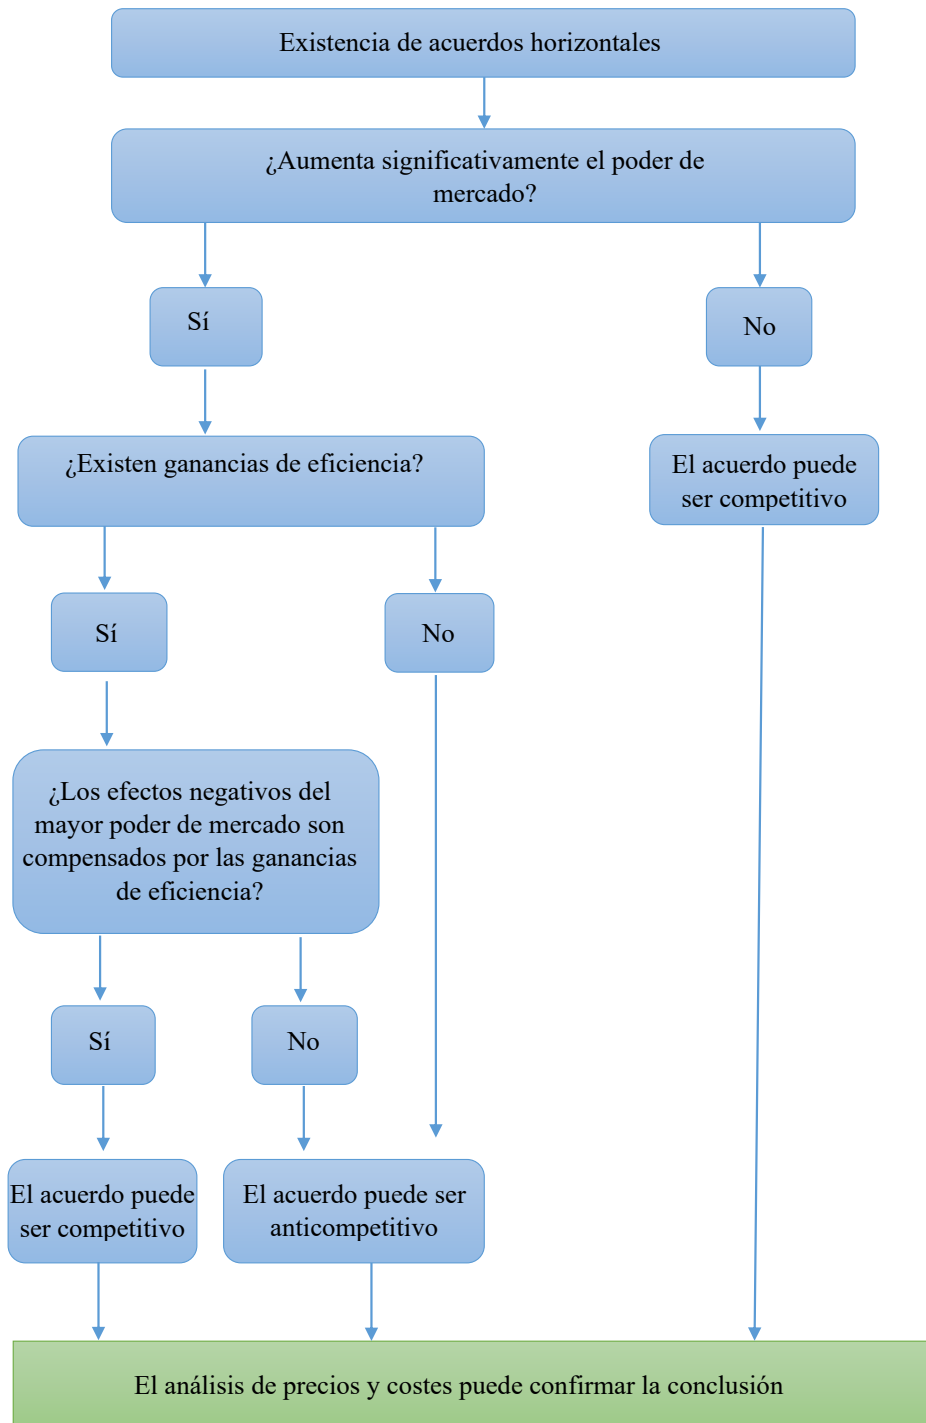 Existencia de acuerdos horizontales
¿Aumenta significativamente el poder de
mercado?
Sí
No
¿Existen ganancias de eficiencia?
El acuerdo puede
ser competitivo
Sí
No
¿Los efectos negativos del
mayor poder de mercado son
compensados por las ganancias
de eficiencia?
Sí
No
El acuerdo puede
ser competitivo
El acuerdo puede ser
anticompetitivo
El análisis de precios y costes puede confirmar la conclusión